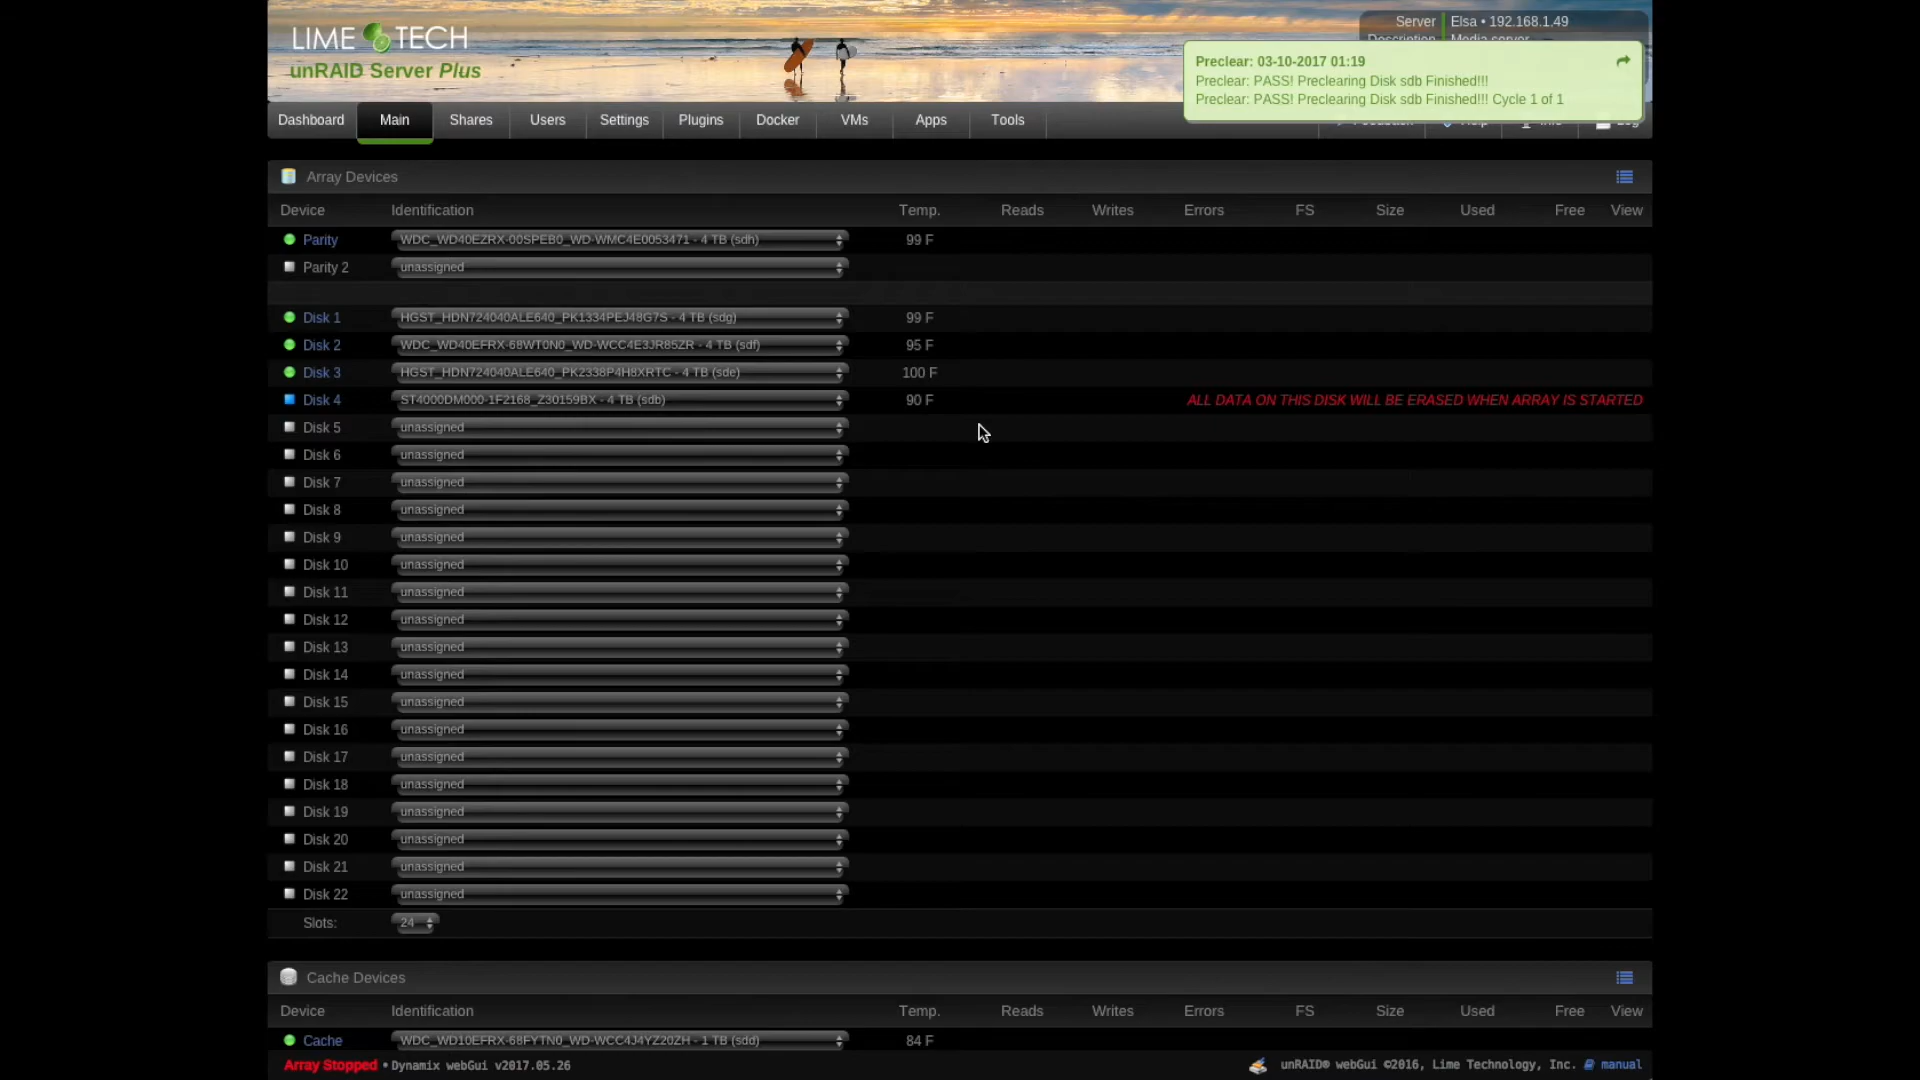 LIME TECH
unRAID Server Plus
Server Elsa • 192.168.1.49
Description Media server
Preclear: 03-10-2017 01:19
Preclear: PASS! Preclearing Disk sdb Finished!!!
Preclear: PASS! Preclearing Disk sdb Finished!!! Cycle 1 of 1
Dashboard Main Shares Users Settings Plugins Docker VMs Apps Tools
Array Devices
Device Identification Temp. Reads Writes Errors FS Size Used Free View
Parity WDC_WD40EZRX-00SPEB0_WD-WMC4E0053471 - 4 TB (sdh) 99 F
Parity 2 unassigned
Disk 1 HGST_HDN724040ALE640_PK1334PEJ48G7S - 4 TB (sdg) 99 F
Disk 2 WDC_WD40EFRX-68WT0N0_WD-WCC4E3JR85ZR - 4 TB (sdf) 95 F
Disk 3 HGST_HDN724040ALE640_PK2338P4H8XRTC - 4 TB (sde) 100 F
Disk 4 ST4000DM000-1F2168_Z30159BX - 4 TB (sdb) 90 F ALL DATA ON THIS DISK WILL BE ERASED WHEN ARRAY IS STARTED
Disk 5 unassigned
Disk 6 unassigned
Disk 7 unassigned
Disk 8 unassigned
Disk 9 unassigned
Disk 10 unassigned
Disk 11 unassigned
Disk 12 unassigned
Disk 13 unassigned
Disk 14 unassigned
Disk 15 unassigned
Disk 16 unassigned
Disk 17 unassigned
Disk 18 unassigned
Disk 19 unassigned
Disk 20 unassigned
Disk 21 unassigned
Disk 22 unassigned
Slots: 24
Cache Devices
Device Identification Temp. Reads Writes Errors FS Size Used Free View
Cache WDC_WD10EFRX-68FYTN0_WD-WCC4J4YZ20ZH - 1 TB (sdd) 84 F
Array Stopped • Dynamix webGui v2017.05.26
unRAID® webGui ©2016, Lime Technology, Inc. manual